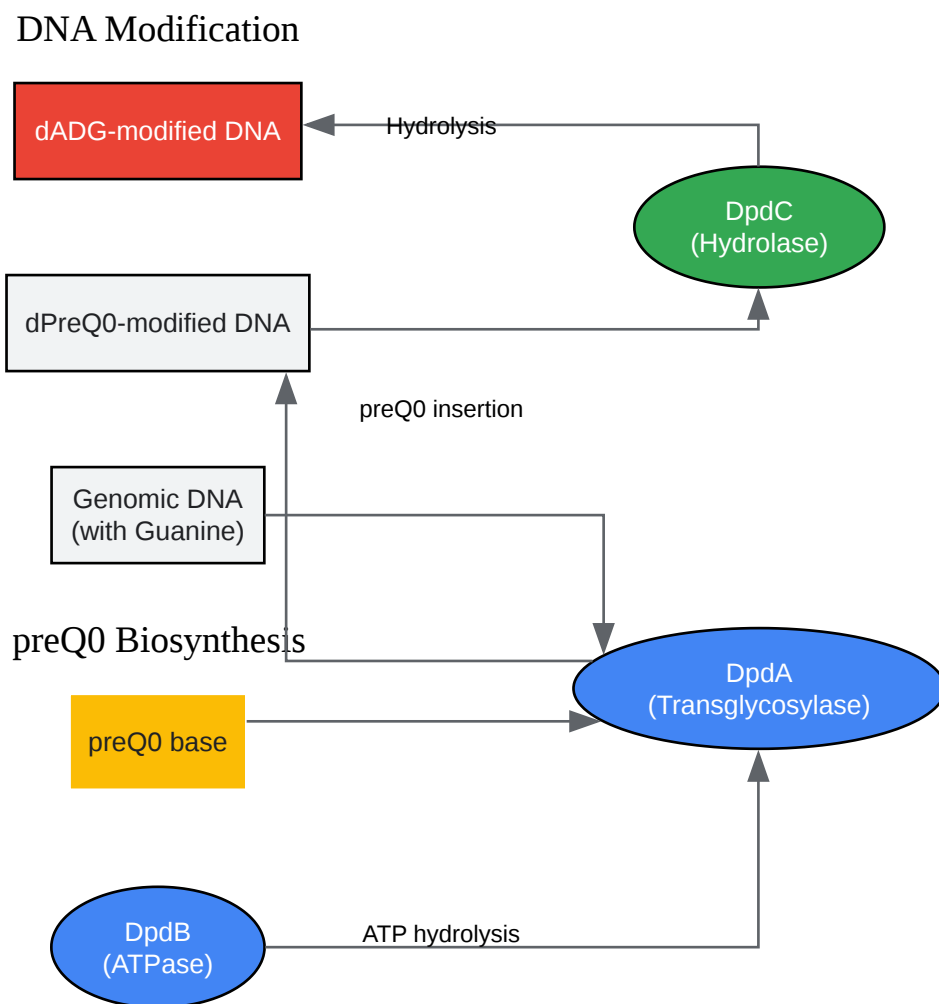 DNA Modification
dADG-modified DNA
Hydrolysis
DpdC
(Hydrolase)
dPreQ0-modified DNA
preQ0 insertion
Genomic DNA
(with Guanine)
preQ0 Biosynthesis
DpdA
(Transglycosylase)
preQ0 base
DpdB
(ATPase)
ATP hydrolysis